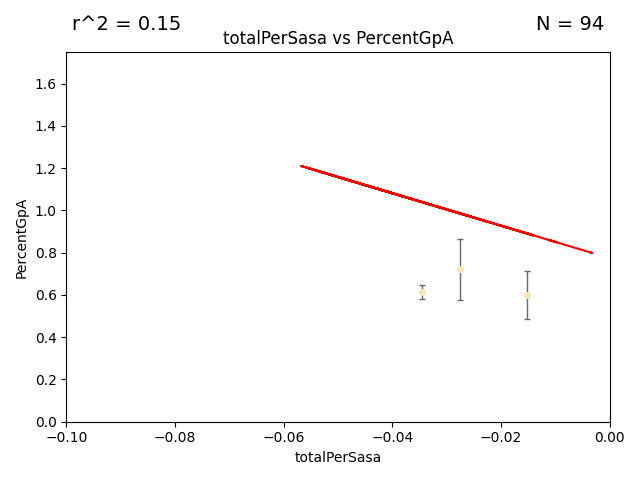 r^2 = 0.15
N = 94
totalPerSasa vs PercentGpA
PercentGpA
1.6
1.4
1.2
1.0
0.8
0.6
0.4
0.2
0.0
−0.10 −0.08 −0.06 −0.04 −0.02 0.00
totalPerSasa